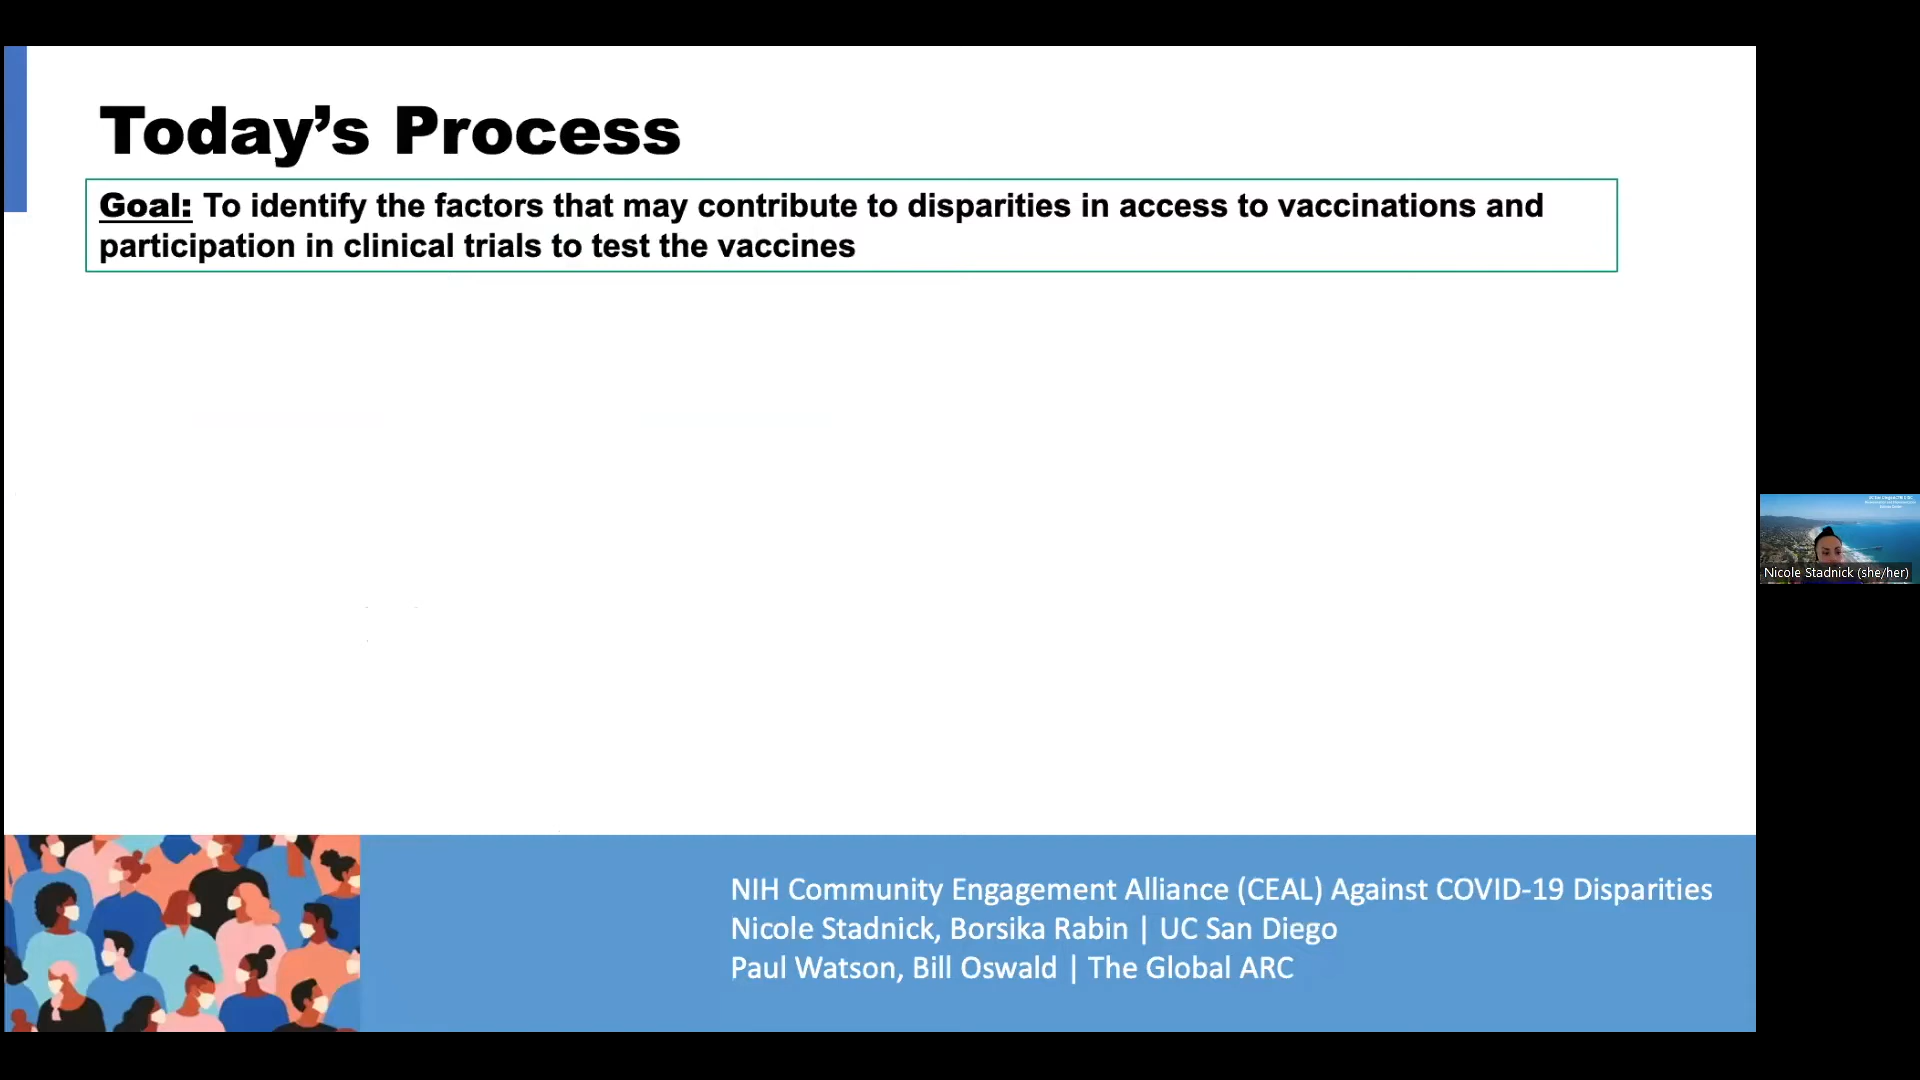 Today’s Process
Goal: To identify the factors that may contribute to disparities in access to vaccinations and
participation in clinical trials to test the vaccines
Nicole Stadnick (she/her)
NIH Community Engagement Alliance (CEAL) Against COVID-19 Disparities
Nicole Stadnick, Borsika Rabin | UC San Diego
Paul Watson, Bill Oswald | The Global ARC